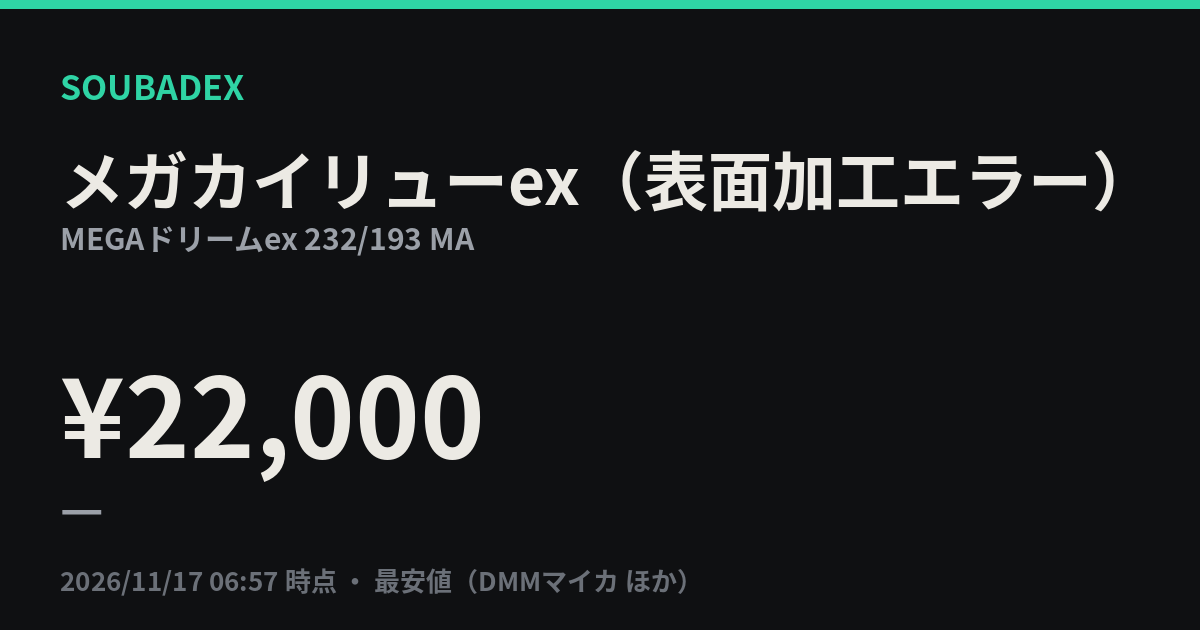 SOUBADEX
メガカイリューex（表面加工エラー）
MEGAドリームex 232/193 MA
¥22,000
—
2026/11/17 06:57 時点 ・ 最安値（DMMマイカ ほか）